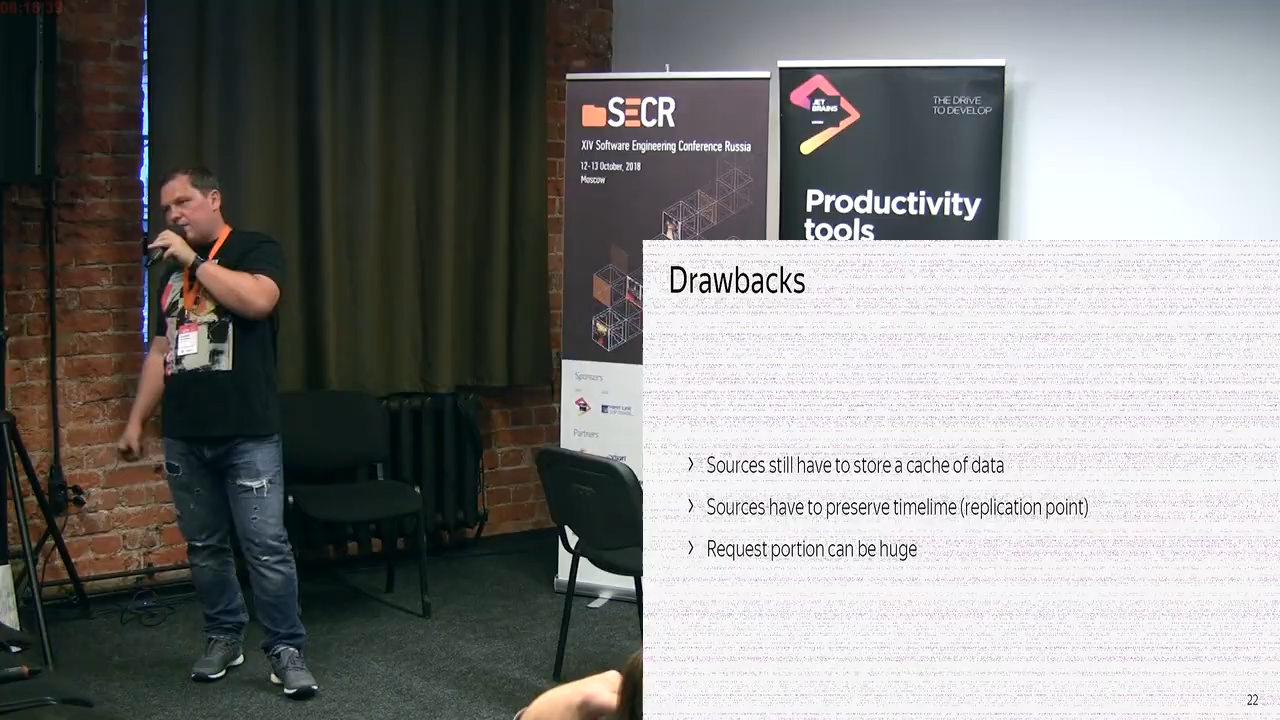 06:16:39
SECR
XIV Software Engineering Conference Russia
12-13 October, 2018
Moscow
Sponsors
Partners
JET
BRAINS
THE DRIVE
TO DEVELOP
Productivity
tools
Drawbacks
Sources still have to store a cache of data
Sources have to preserve timelime (replication point)
Request portion can be huge
22